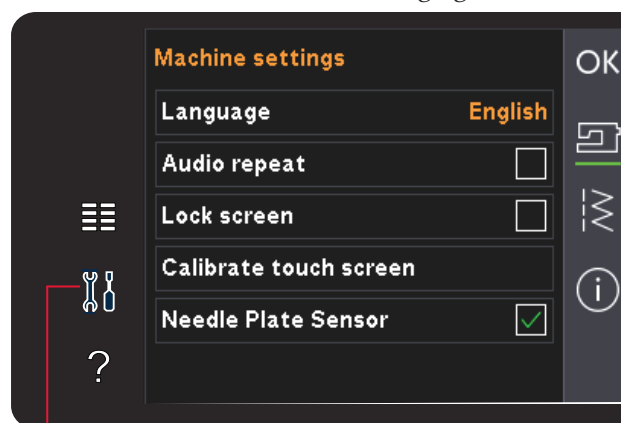 Machine settings
OK
Language English
Audio repeat
Lock screen
Calibrate touch screen
Needle Plate Sensor
?
i